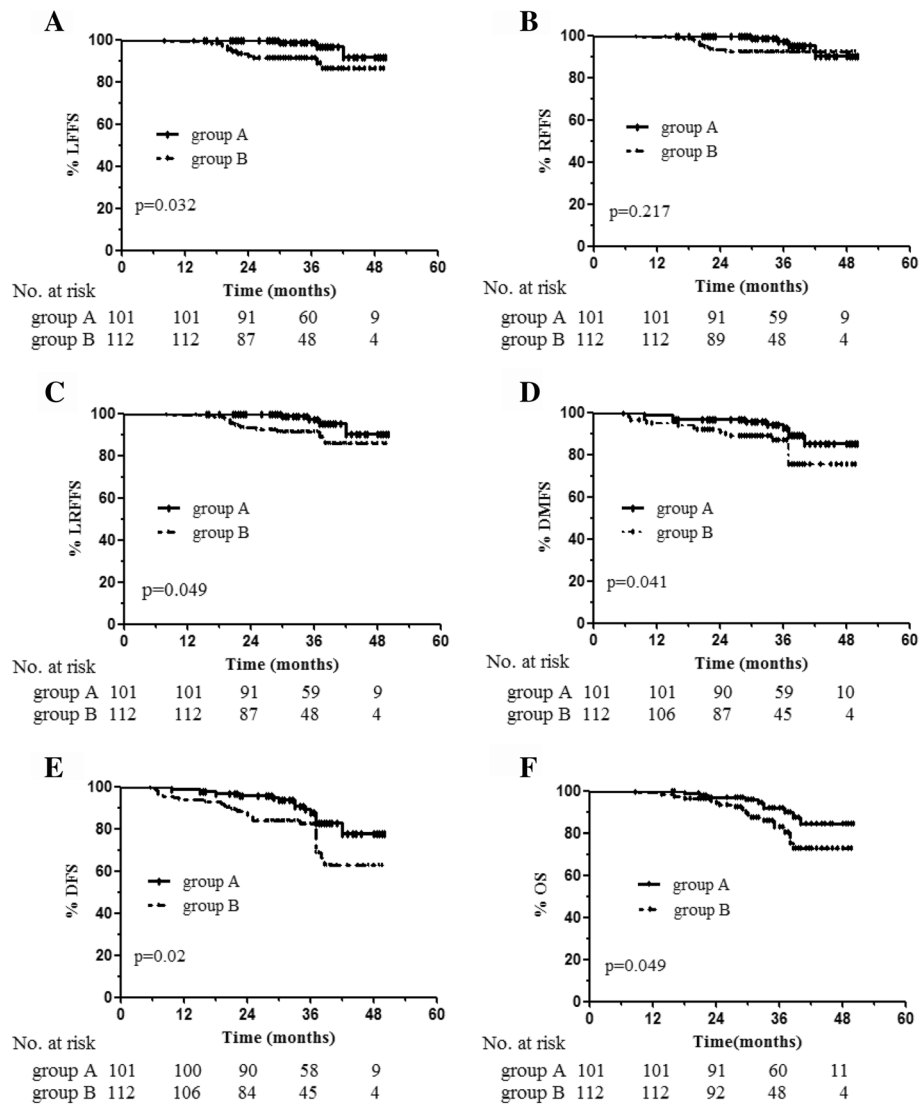 A
100
80
60
40
20
0
% LFFS
group A
group B
p=0.032
0 12 24 36 48 60
Time (months)
No. at risk
group A 101 101 91 60 9
group B 112 112 87 48 4
B
100
80
60
40
20
0
% RFFS
group A
group B
p=0.217
0 12 24 36 48 60
Time (months)
No. at risk
group A 101 101 91 59 9
group B 112 112 89 48 4
C
100
80
60
40
20
0
% LRFFS
group A
group B
p=0.049
0 12 24 36 48 60
Time (months)
No. at risk
group A 101 101 91 59 9
group B 112 112 87 48 4
D
100
80
60
40
20
0
% DMFS
group A
group B
p=0.041
0 12 24 36 48 60
Time (months)
No. at risk
group A 101 101 90 59 10
group B 112 106 87 45 4
E
100
80
60
40
20
0
% DFS
group A
group B
p=0.02
0 12 24 36 48 60
Time (months)
No. at risk
group A 101 100 90 58 9
group B 112 106 84 45 4
F
100
80
60
40
20
0
% OS
group A
group B
p=0.049
0 12 24 36 48 60
Time(months)
No. at risk
group A 101 101 91 60 11
group B 112 112 92 48 4